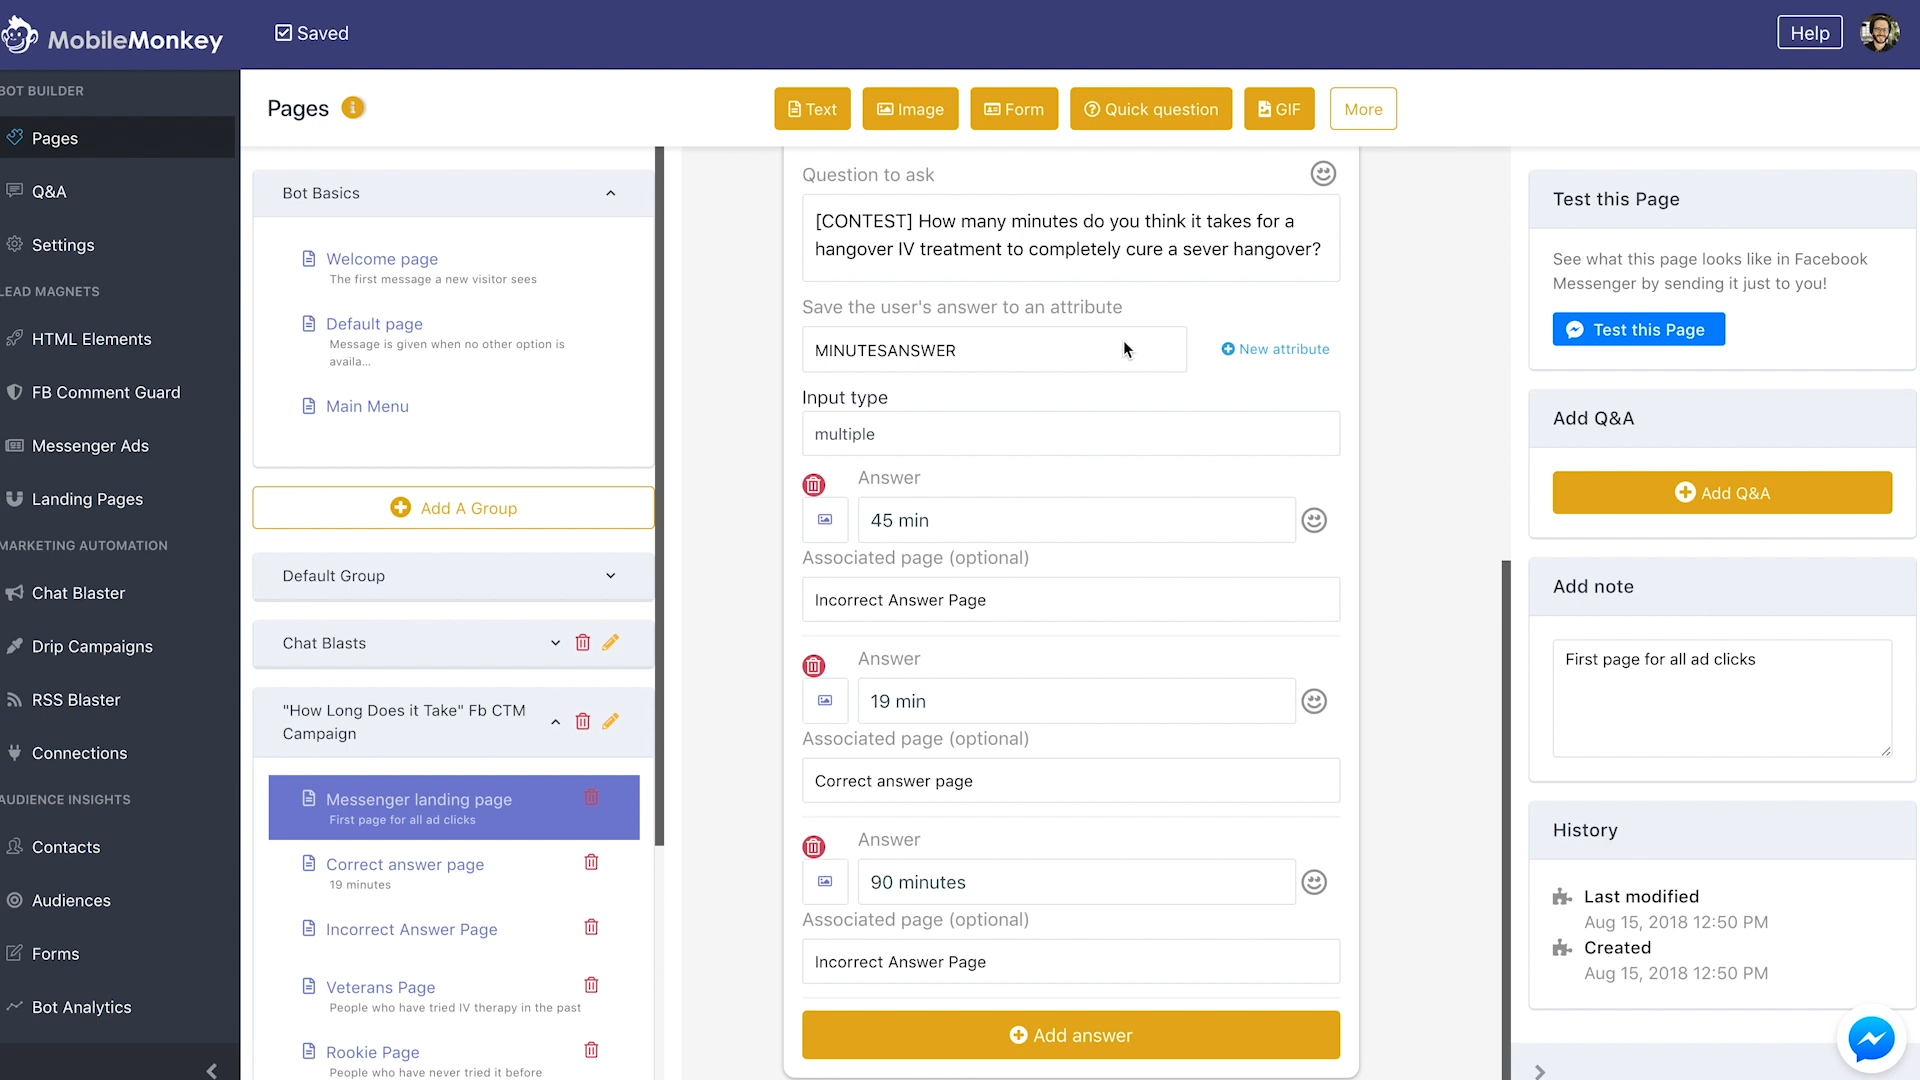 MobileMonkey
Saved
Help
BOT BUILDER
Pages
Q&A
Settings
LEAD MAGNETS
HTML Elements
FB Comment Guard
Messenger Ads
Landing Pages
MARKETING AUTOMATION
Chat Blaster
Drip Campaigns
RSS Blaster
Connections
AUDIENCE INSIGHTS
Contacts
Audiences
Forms
Bot Analytics
Pages
Text
Image
Form
Quick question
GIF
More
Bot Basics
Welcome page
The first message a new visitor sees
Default page
Message is given when no other option is
availa...
Main Menu
Add A Group
Default Group
Chat Blasts
"How Long Does it Take" Fb CTM
Campaign
Messenger landing page
First page for all ad clicks
Correct answer page
19 minutes
Incorrect Answer Page
Veterans Page
People who have tried IV therapy in the past
Rookie Page
People who have never tried it before
Question to ask
[CONTEST] How many minutes do you think it takes for a
hangover IV treatment to completely cure a sever hangover?
Save the user's answer to an attribute
MINUTESANSWER
New attribute
Input type
multiple
Answer
45 min
Associated page (optional)
Incorrect Answer Page
Answer
19 min
Associated page (optional)
Correct answer page
Answer
90 minutes
Associated page (optional)
Incorrect Answer Page
Add answer
Test this Page
See what this page looks like in Facebook
Messenger by sending it just to you!
Test this Page
Add Q&A
Add Q&A
Add note
First page for all ad clicks
History
Last modified
Aug 15, 2018 12:50 PM
Created
Aug 15, 2018 12:50 PM